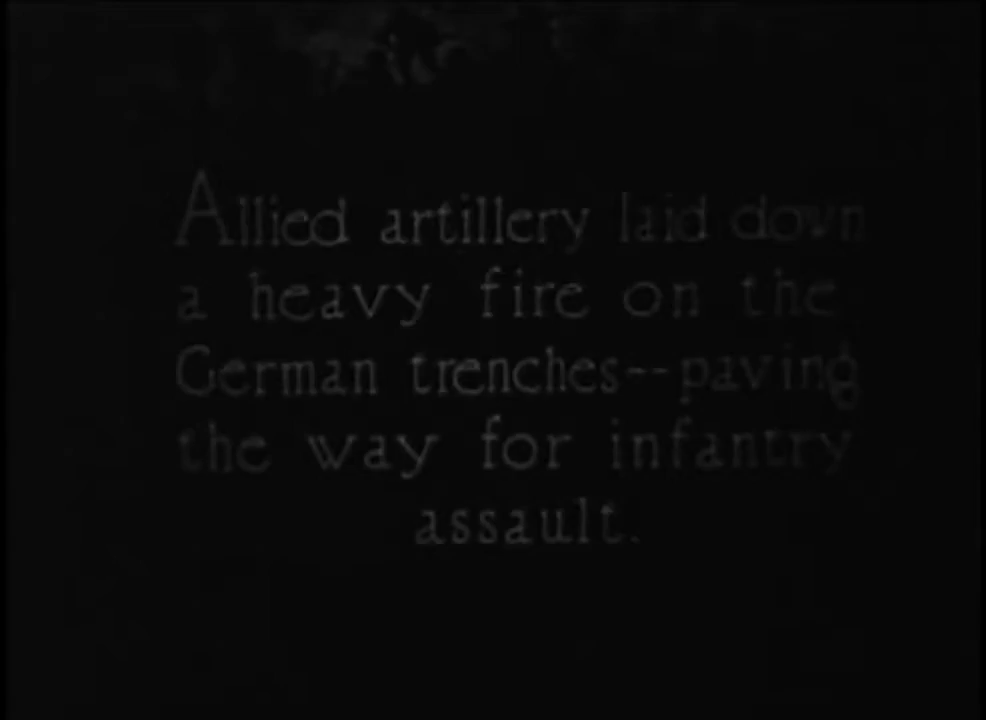 Allied artillery laid down
a heavy fire on the
German trenches--paving
the way for infantry
assault.